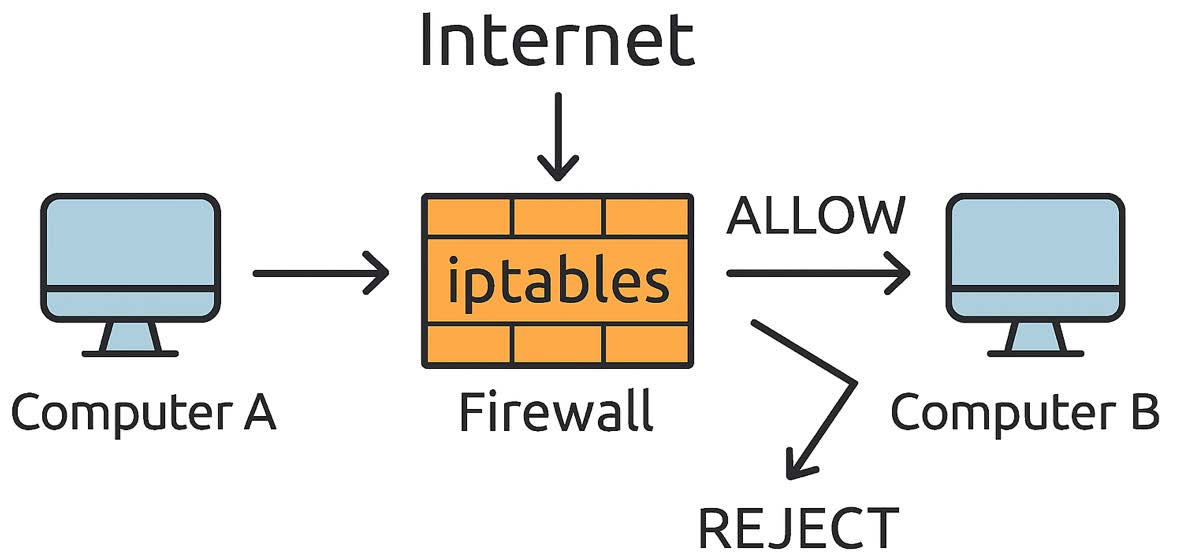 Internet
ALLOW
iptables
Computer A
Firewall
Computer B
REJECT